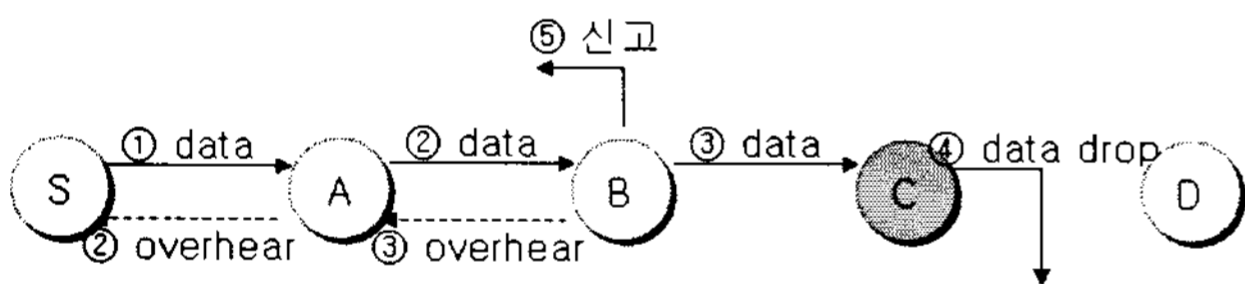 ⑤ 신고
① data
② data
③ data
④ data drop
S
A
B
C
D
② overhear
③ overhear